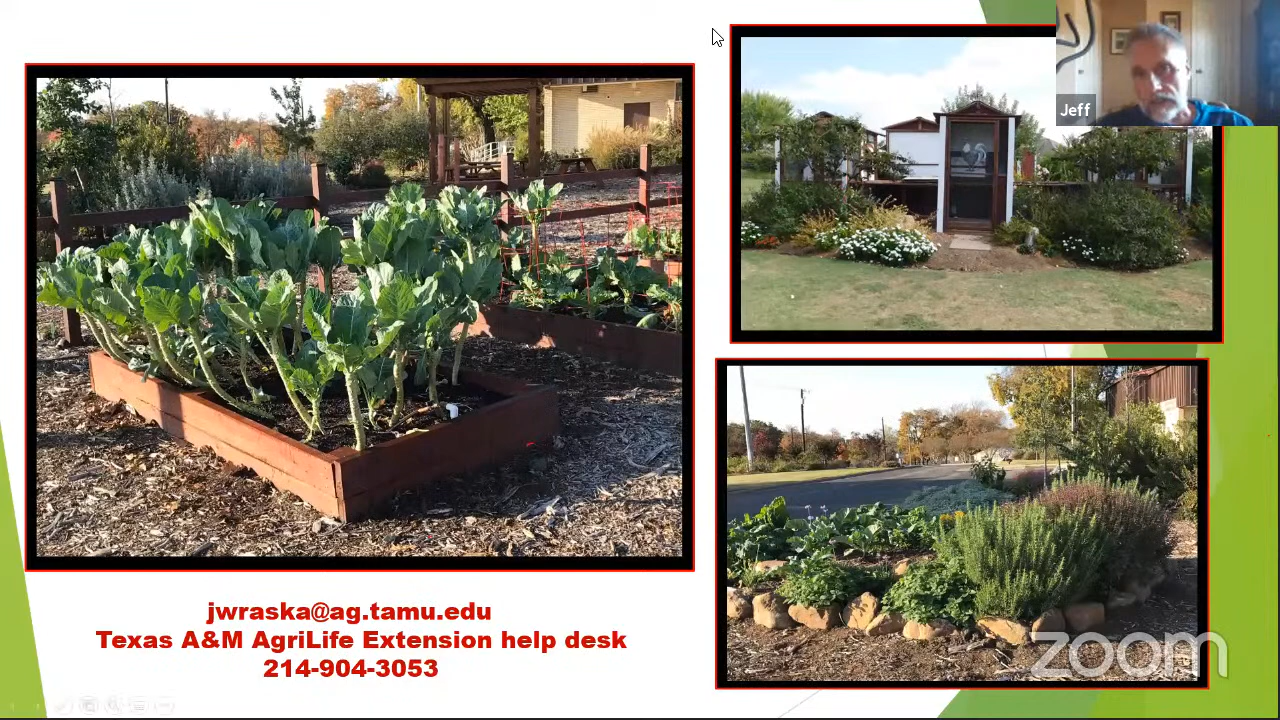 Jeff
jwraska@ag.tamu.edu
Texas A&M AgriLife Extension help desk
214-904-3053
zoom